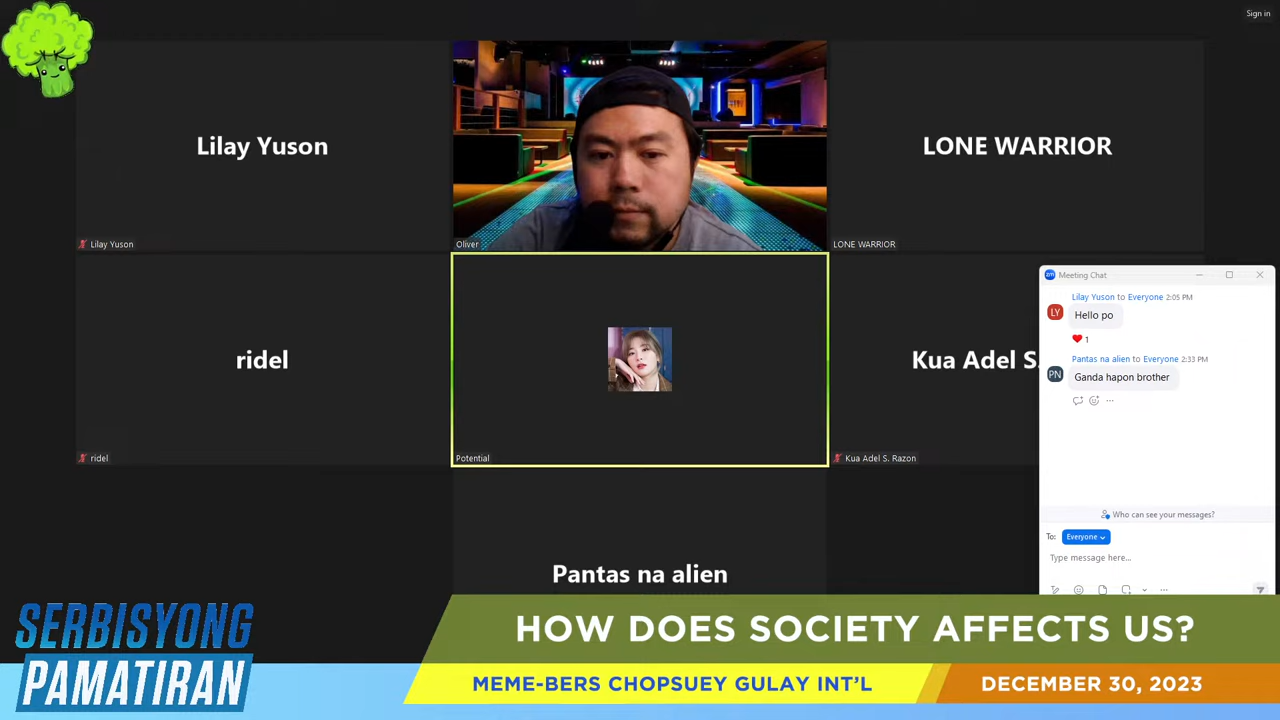 Sign in
Lilay Yuson
LONE WARRIOR
Lilay Yuson
Oliver
LONE WARRIOR
Meeting Chat
Lilay Yuson to Everyone 2:05 PM
LY
Hello po
1
Pantas na alien to Everyone 2:33 PM
PN
Ganda hapon brother
ridel
Kua Adel S.
ridel
Potential
Kua Adel S. Razon
Who can see your messages?
To: Everyone
Type message here...
Pantas na alien
SERBISYONG
PAMATIRAN
HOW DOES SOCIETY AFFECTS US?
MEME-BERS CHOPSUEY GULAY INT'L
DECEMBER 30, 2023